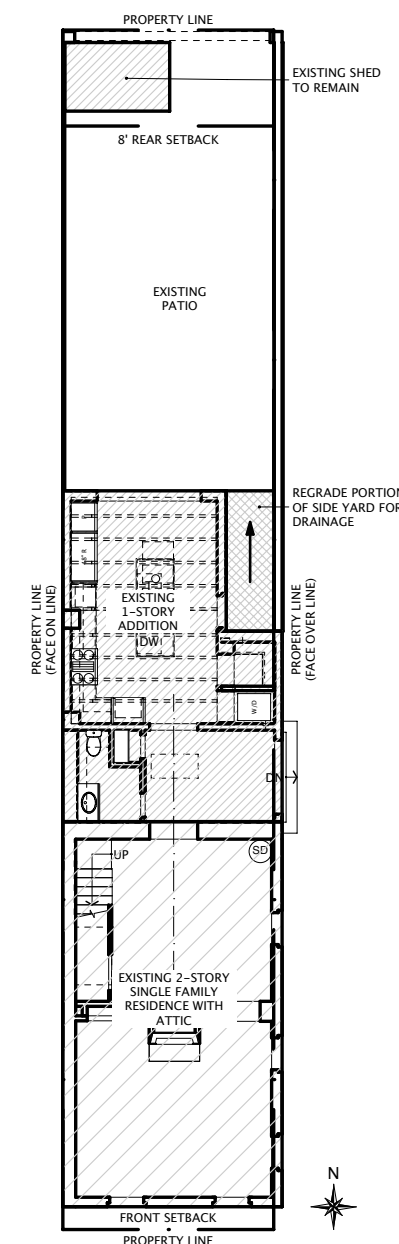 PROPERTY LINE
EXISTING SHED
TO REMAIN
8' REAR SETBACK
EXISTING
PATIO
REGRADE PORTION
OF SIDE YARD FOR
DRAINAGE
PROPERTY LINE
(FACE ON LINE)
PROPERTY LINE
(FACE OVER LINE)
EXISTING
1-STORY
ADDITION
DW
W/D
DN
UP
SD
EXISTING 2-STORY
SINGLE FAMILY
RESIDENCE WITH
ATTIC
N
FRONT SETBACK
PROPERTY LINE